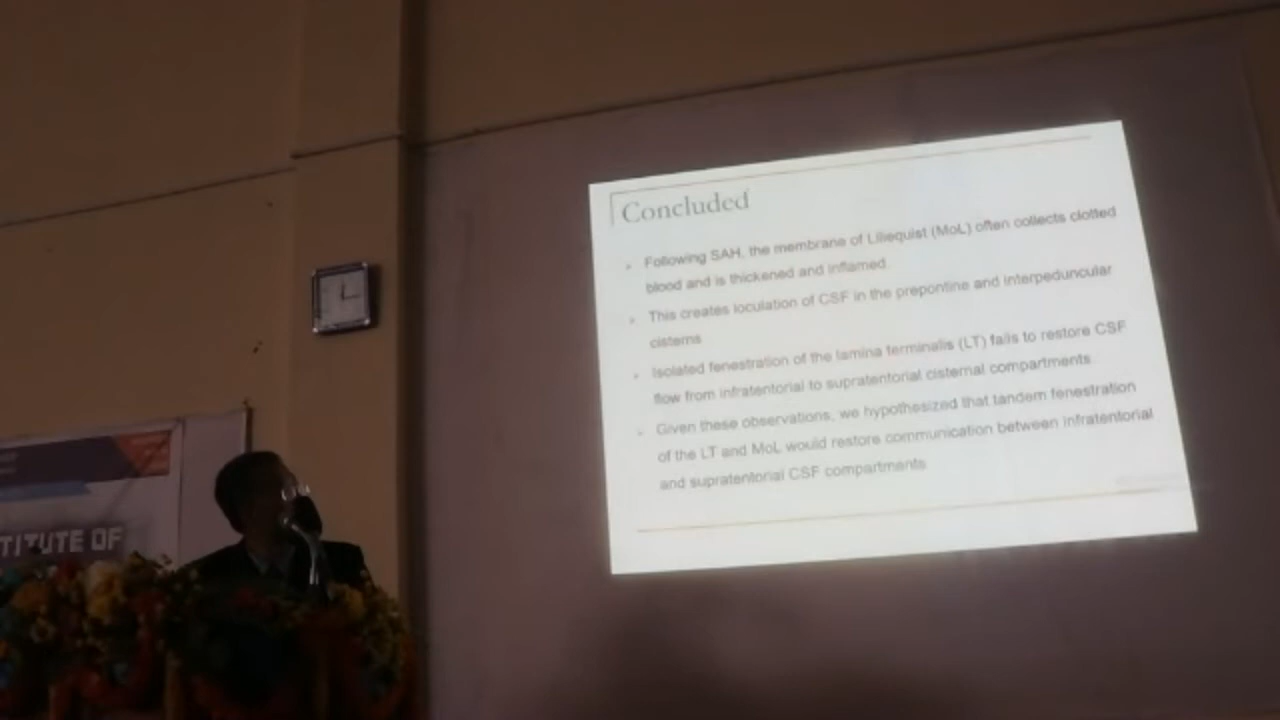 Concluded
Following SAH, the membrane of Liliequist (MoL) often collects clotted
blood and is thickened and inflamed.
This creates loculation of CSF in the prepontine and interpeduncular
cisterns
Isolated fenestration of the lamina terminalis (LT) fails to restore CSF
flow from infratentorial to supratentorial cisternal compartments.
Given these observations, we hypothesized that tandem fenestration
of the LT and MoL would restore communication between infratentorial
and supratentorial CSF compartments
TITUTE OF